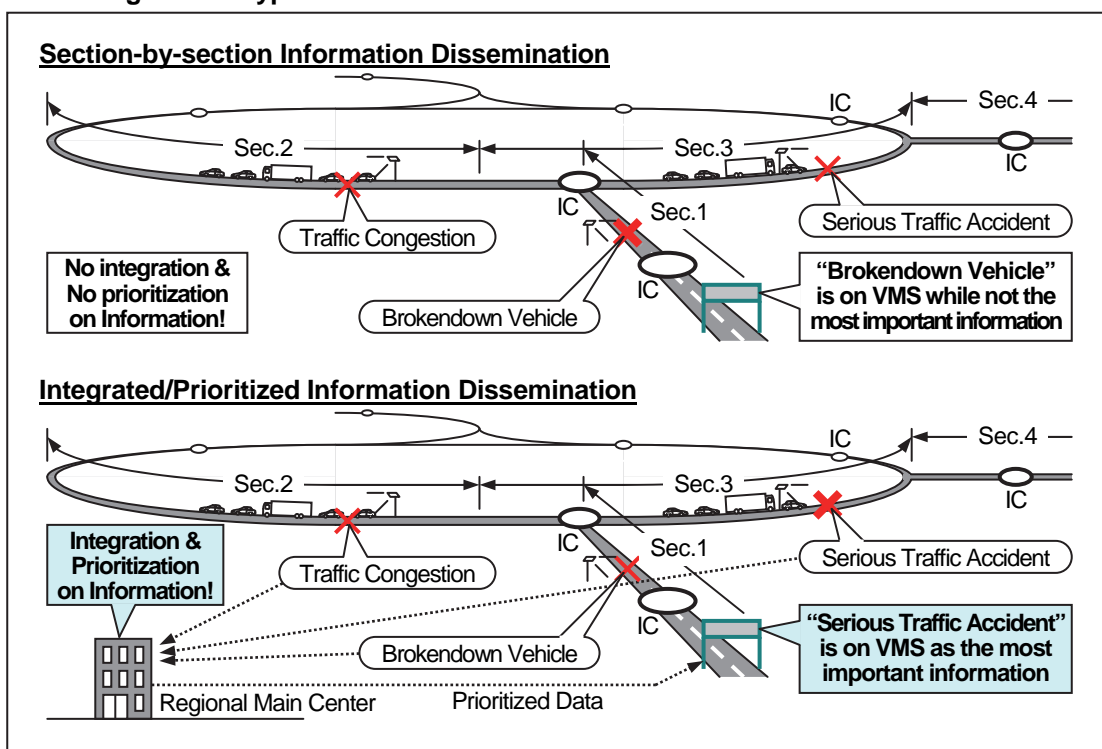 Section-by-section Information Dissemination
IC
Sec.4
Sec.2
Sec.3
IC
IC
Sec.1
Traffic Congestion
Serious Traffic Accident
No integration &
No prioritization
on Information!
IC
Brokendown Vehicle
“Brokendown Vehicle”
is on VMS while not the
most important information
Integrated/Prioritized Information Dissemination
IC
Sec.4
Sec.2
Sec.3
IC
Integration &
Prioritization
on Information!
IC
Sec.1
Traffic Congestion
Serious Traffic Accident
IC
Brokendown Vehicle
“Serious Traffic Accident”
is on VMS as the most
important information
Regional Main Center
Prioritized Data